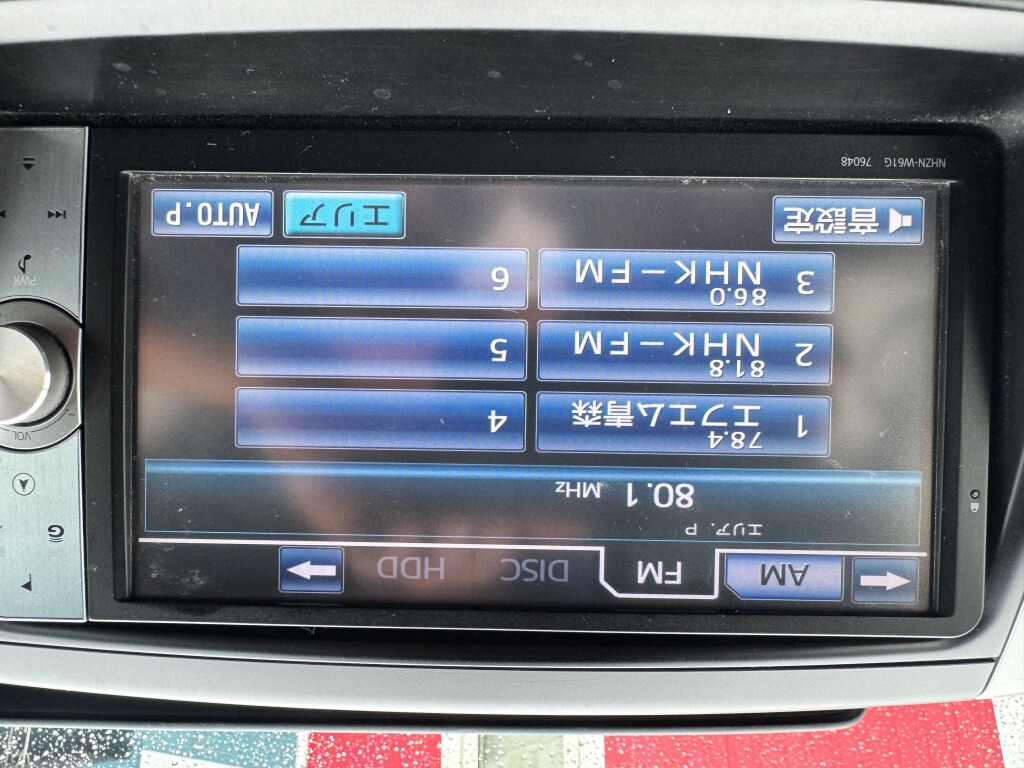 AM FM DISC HDD
エリア. P
80.1 MHz
78.4
1 エフエム青森
4
81.8
2 NHK－FM
5
86.0
3 NHK－FM
6
音設定 エリア AUTO.P
NHZN-W61G 76048
VOL
PWR